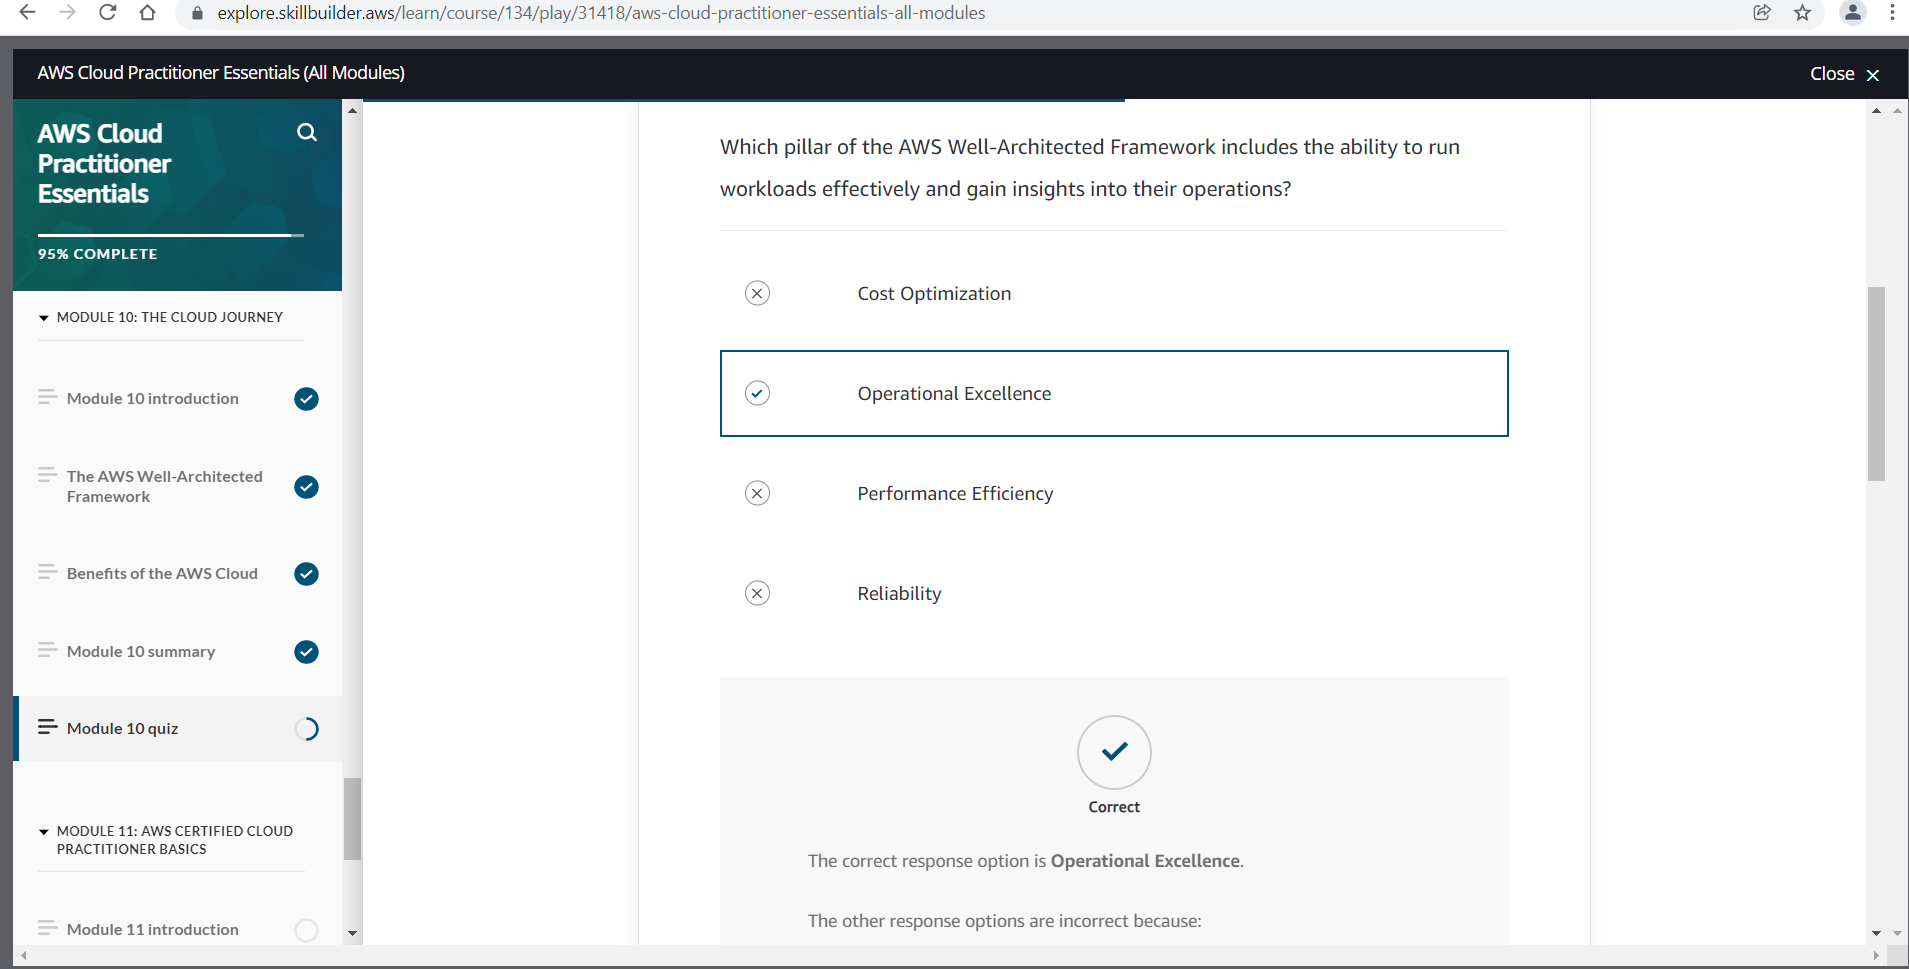 explore.skillbuilder.aws/learn/course/134/play/31418/aws-cloud-practitioner-essentials-all-modules
AWS Cloud Practitioner Essentials (All Modules)
Close
AWS Cloud
Practitioner
Essentials
95% COMPLETE
MODULE 10: THE CLOUD JOURNEY
Module 10 introduction
The AWS Well-Architected
Framework
Benefits of the AWS Cloud
Module 10 summary
Module 10 quiz
MODULE 11: AWS CERTIFIED CLOUD
PRACTITIONER BASICS
Module 11 introduction
Which pillar of the AWS Well-Architected Framework includes the ability to run
workloads effectively and gain insights into their operations?
Cost Optimization
Operational Excellence
Performance Efficiency
Reliability
Correct
The correct response option is Operational Excellence.
The other response options are incorrect because: